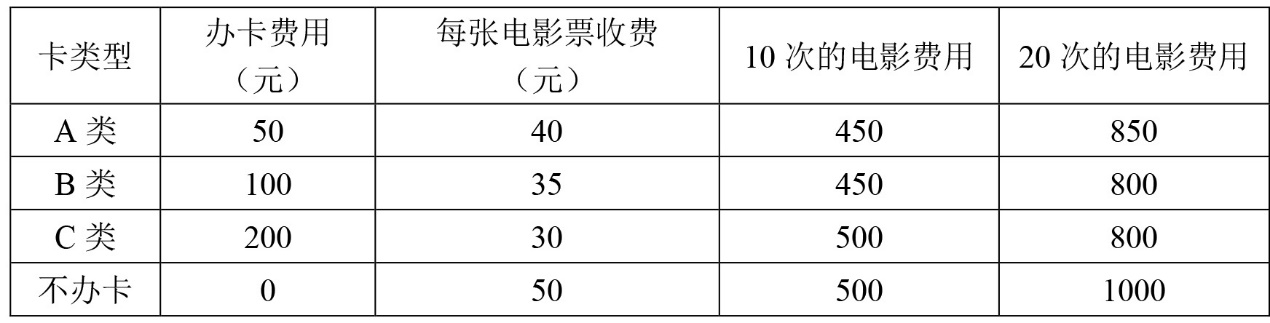 卡类型 办卡费用（元） 每张电影票收费（元） 10 次的电影费用 20 次的电影费用
A 类 50 40 450 850
B 类 100 35 450 800
C 类 200 30 500 800
不办卡 0 50 500 1000